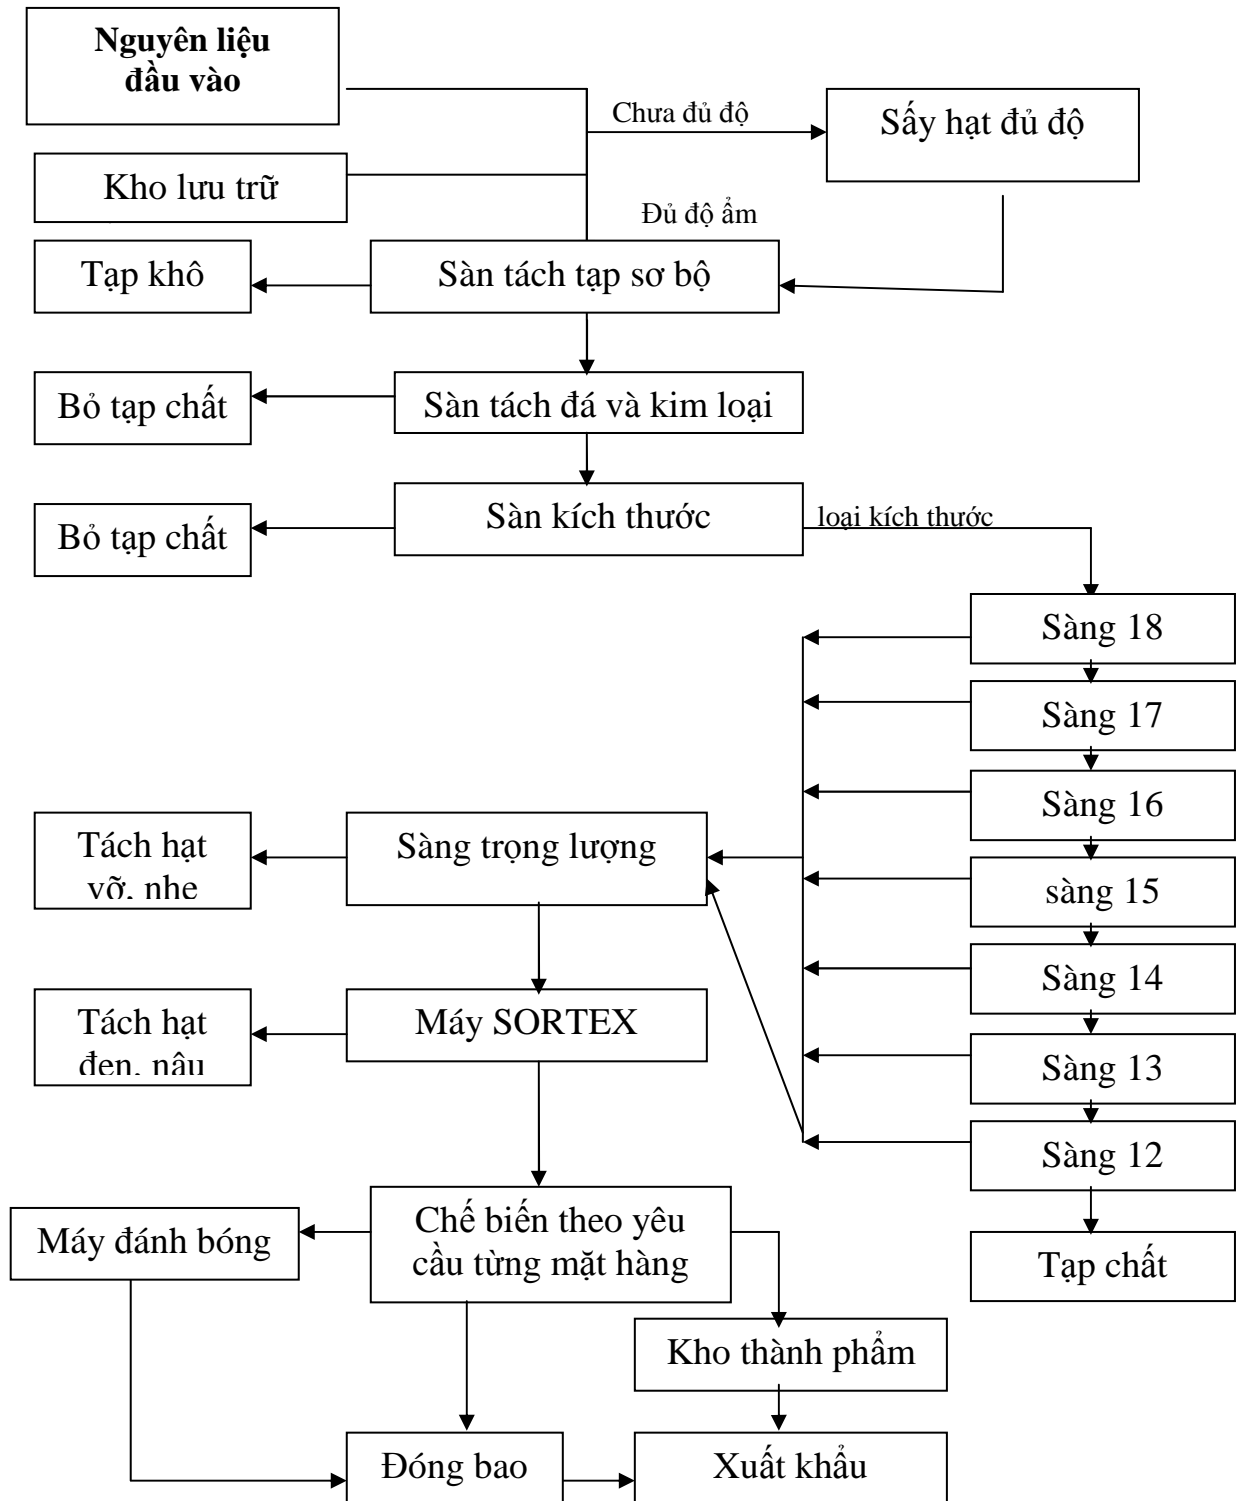 Nguyên liệu
đầu vào
Chưa đủ độ
Sấy hạt đủ độ
Kho lưu trữ
Đủ độ ẩm
Tạp khô
Sàn tách tạp sơ bộ
Bỏ tạp chất
Sàn tách đá và kim loại
Bỏ tạp chất
Sàn kích thước
loại kích thước
Sàng 18
Sàng 17
Sàng 16
sàng 15
Sàng 14
Sàng 13
Sàng 12
Tạp chất
Tách hạt
vỡ, nhẹ
Sàng trọng lượng
Tách hạt
đen, nâu
Máy SORTEX
Máy đánh bóng
Chế biến theo yêu
cầu từng mặt hàng
Kho thành phẩm
Đóng bao
Xuất khẩu